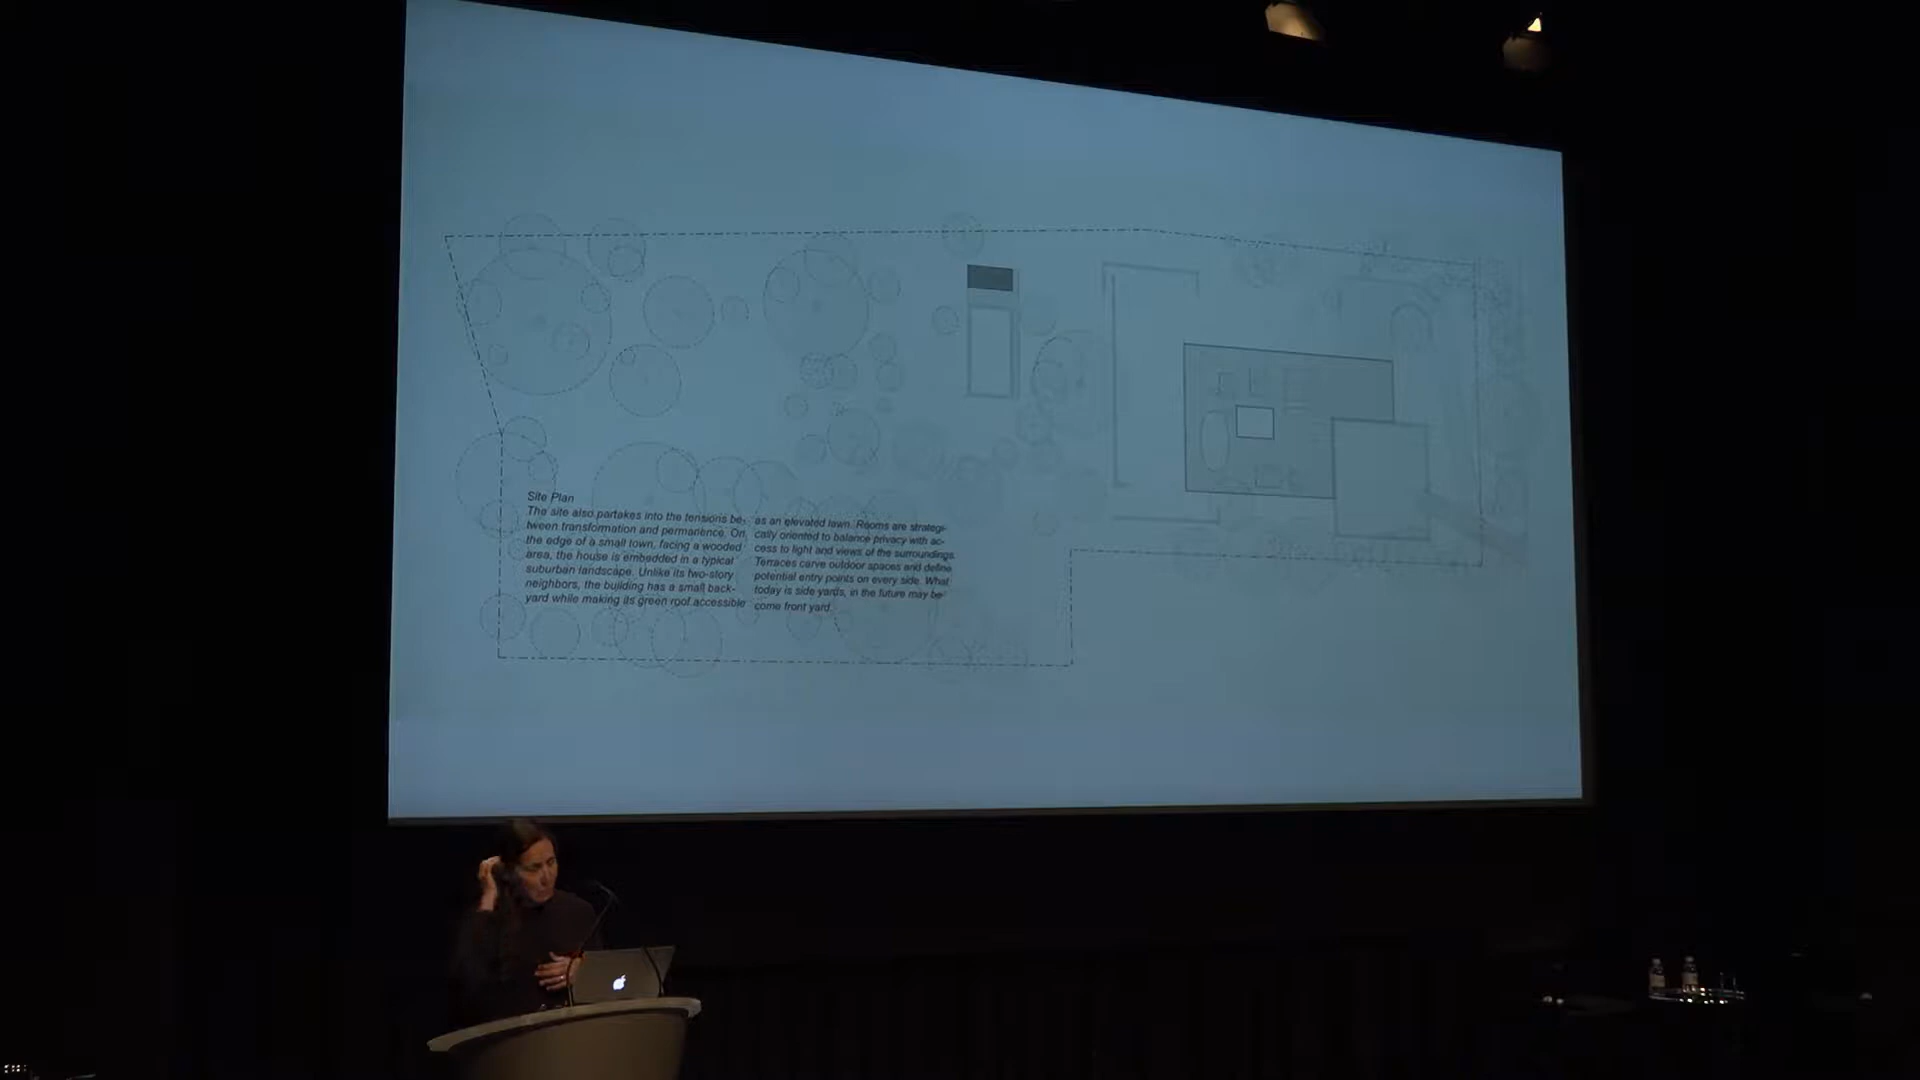 Site Plan
The site also partakes into the tensions be-
tween transformation and permanence. On
the edge of a small town, facing a wooded
area, the house is embedded in a typical
suburban landscape. Unlike its two-story
neighbors, the building has a small back-
yard while making its green roof accessible
as an elevated lawn. Rooms are strategi-
cally oriented to balance privacy with ac-
cess to light and views of the surroundings.
Terraces carve outdoor spaces and define
potential entry points on every side. What
today is side yards, in the future may be-
come front yard.